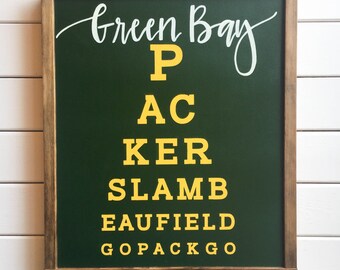 Green Bay
P
AC
KER
SLAMB
EAUFIELD
GOPACKGO